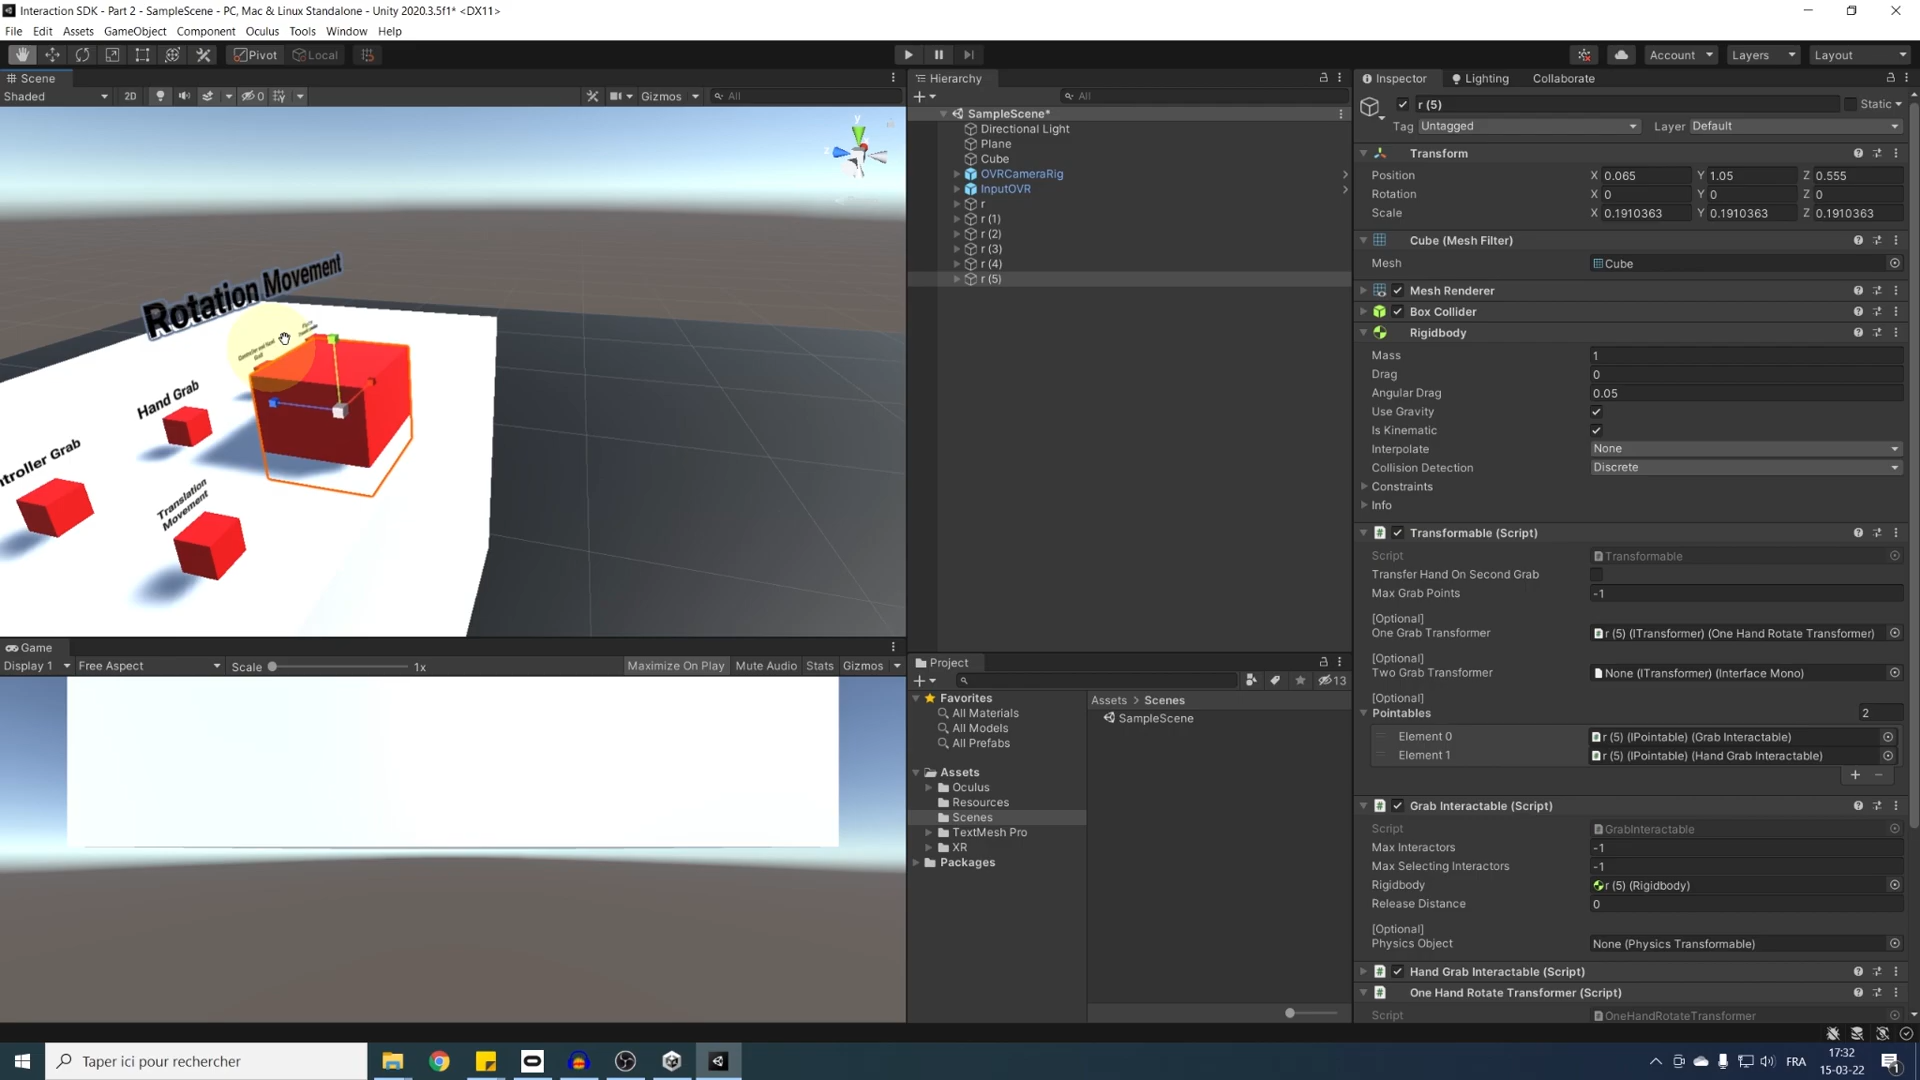 Interaction SDK - Part 2 - SampleScene - PC, Mac & Linux Standalone - Unity 2020.3.5f1* <DX11>
File Edit Assets GameObject Component Oculus Tools Window Help
Pivot Local Account Layers Layout
Scene
Shaded 2D 0 Gizmos All
Rotation Movement
Hand Grab
ntroller Grab
Translation
Movement
Game
Display 1 Free Aspect Scale 1x Maximize On Play Mute Audio Stats Gizmos
Hierarchy
All
SampleScene*
Directional Light
Plane
Cube
OVRCameraRig
InputOVR
r
r (1)
r (2)
r (3)
r (4)
r (5)
Project
13
Favorites
All Materials
All Models
All Prefabs
Assets
Oculus
Resources
Scenes
TextMesh Pro
XR
Packages
Assets > Scenes
SampleScene
Inspector Lighting Collaborate
r (5) Static
Tag Untagged Layer Default
Transform
Position X 0.065 Y 1.05 Z 0.555
Rotation X 0 Y 0 Z 0
Scale X 0.1910363 Y 0.1910363 Z 0.1910363
Cube (Mesh Filter)
Mesh Cube
Mesh Renderer
Box Collider
Rigidbody
Mass 1
Drag 0
Angular Drag 0.05
Use Gravity
Is Kinematic
Interpolate None
Collision Detection Discrete
Constraints
Info
Transformable (Script)
Script Transformable
Transfer Hand On Second Grab
Max Grab Points -1
[Optional]
One Grab Transformer r (5) (ITransformer) (One Hand Rotate Transformer)
[Optional]
Two Grab Transformer None (ITransformer) (Interface Mono)
[Optional]
Pointables 2
Element 0 r (5) (IPointable) (Grab Interactable)
Element 1 r (5) (IPointable) (Hand Grab Interactable)
Grab Interactable (Script)
Script GrabInteractable
Max Interactors -1
Max Selecting Interactors -1
Rigidbody r (5) (Rigidbody)
Release Distance 0
[Optional]
Physics Object None (Physics Transformable)
Hand Grab Interactable (Script)
One Hand Rotate Transformer (Script)
Script OneHandRotateTransformer
Taper ici pour rechercher
FRA
17:32
15-03-22
1